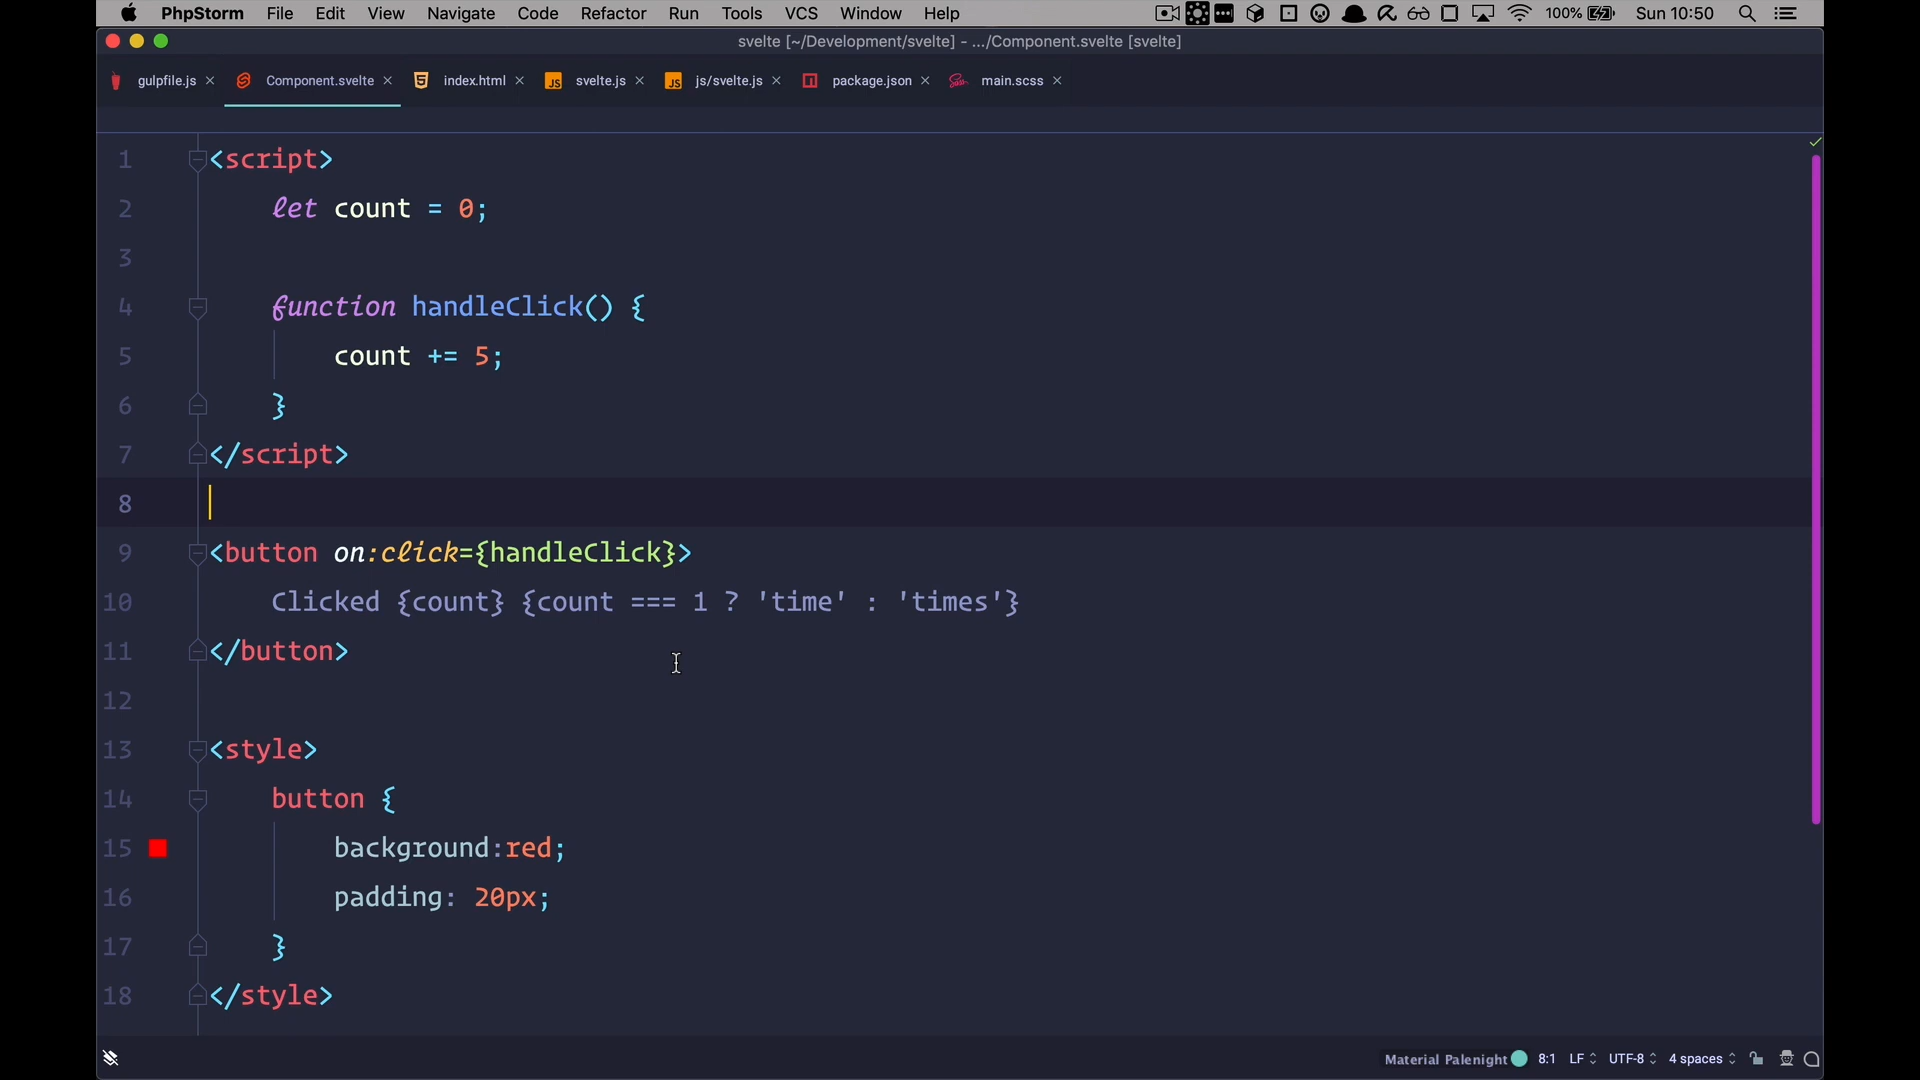 PhpStorm File Edit View Navigate Code Refactor Run Tools VCS Window Help 100% Sun 10:50
svelte [~/Development/svelte] - .../Component.svelte [svelte]
gulpfile.js Component.svelte index.html svelte.js js/svelte.js package.json main.scss
1 <script>
2 let count = 0;
3
4 function handleClick() {
5 count += 5;
6 }
7 </script>
8
9 <button on:click={handleClick}>
10 Clicked {count} {count === 1 ? 'time' : 'times'}
11 </button>
12
13 <style>
14 button {
15 background:red;
16 padding: 20px;
17 }
18 </style>
Material Palenight 8:1 LF UTF-8 4 spaces